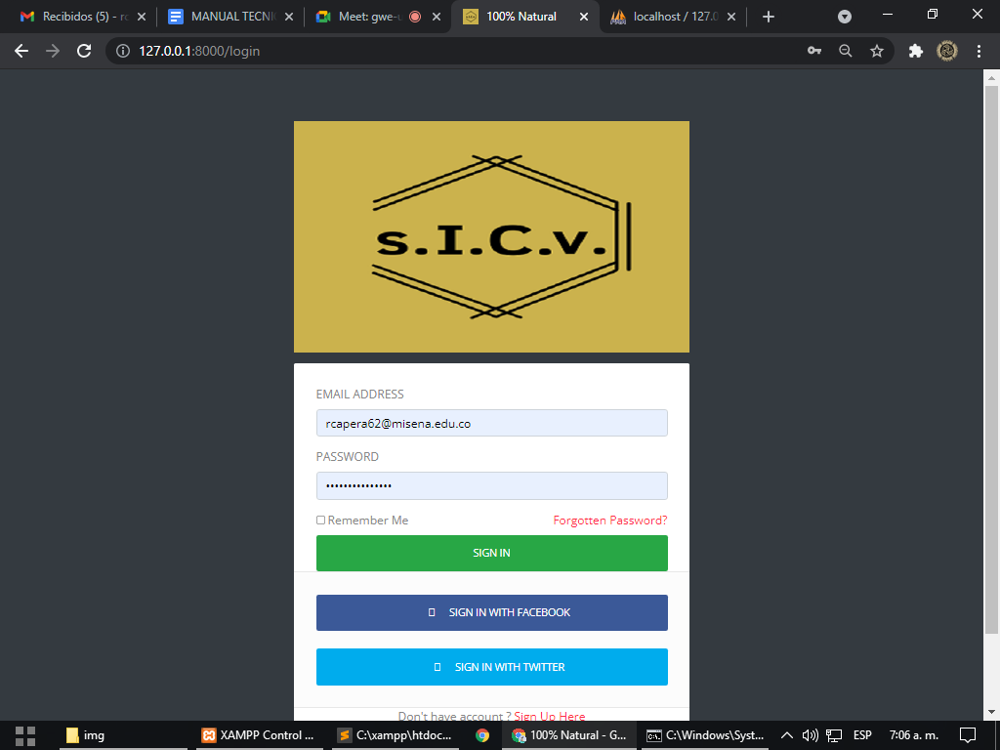 Recibidos (5) - rc
MANUAL TECNI
Meet: gwe-u
100% Natural
localhost / 127.0
127.0.0.1:8000/login
s.I.C.v.
EMAIL ADDRESS
rcapera62@misena.edu.co
PASSWORD
•••••••••••••••
Remember Me
Forgotten Password?
SIGN IN
SIGN IN WITH FACEBOOK
SIGN IN WITH TWITTER
Don't have account ? Sign Up Here
img
XAMPP Control ...
C:\xampp\htdoc...
100% Natural - G...
C:\Windows\Syst...
ESP
7:06 a. m.